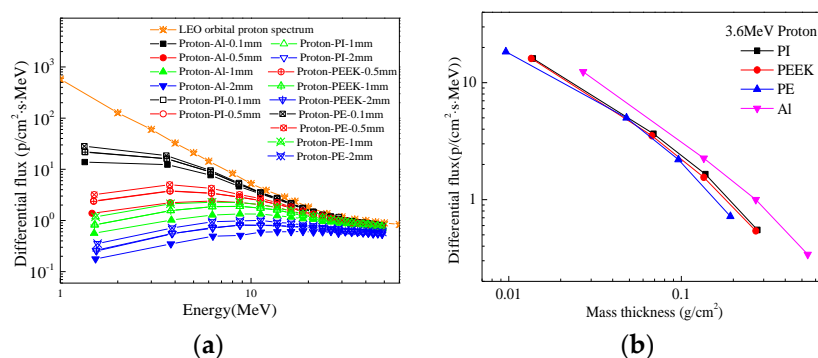 LEO orbital proton spectrum
Proton-Al-0.1mm
Proton-Al-0.5mm
Proton-Al-1mm
Proton-Al-2mm
Proton-PI-0.1mm
Proton-PI-0.5mm
Proton-PI-1mm
Proton-PI-2mm
Proton-PEEK-0.5mm
Proton-PEEK-1mm
Proton-PEEK-2mm
Proton-PE-0.1mm
Proton-PE-0.5mm
Proton-PE-1mm
Proton-PE-2mm
Differential flux (p/cm²·s·MeV)
10³
10²
10¹
10⁰
10⁻¹
1
10
Energy(MeV)
(a)
3.6MeV Proton
PI
PEEK
PE
Al
Differential flux(p/(cm²·s·MeV))
10
1
0.01
0.1
Mass thickness (g/cm²)
(b)